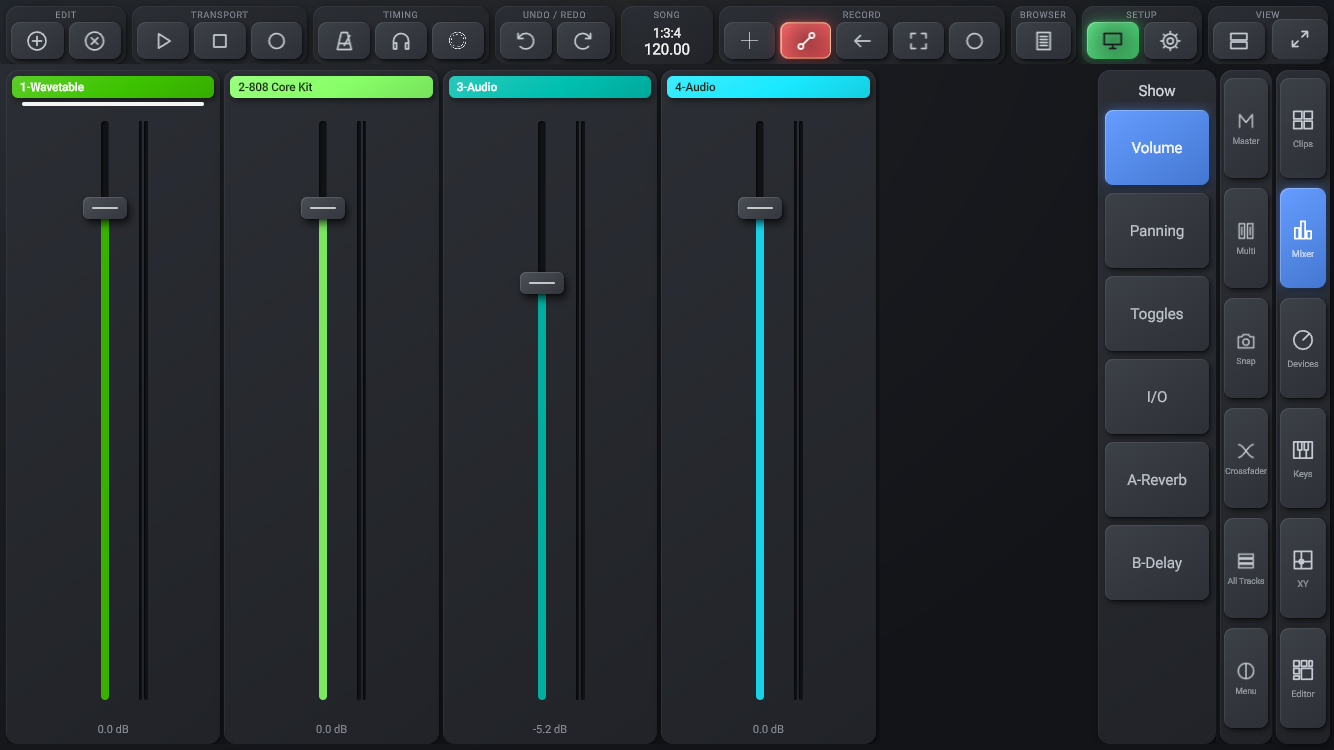 EDIT
TRANSPORT
TIMING
UNDO / REDO
SONG
RECORD
BROWSER
SETUP
VIEW
1:3:4
120.00
1-Wavetable
2-808 Core Kit
3-Audio
4-Audio
0.0 dB
0.0 dB
-5.2 dB
0.0 dB
Show
Volume
Panning
Toggles
I/O
A-Reverb
B-Delay
Master
Multi
Snap
Crossfader
All Tracks
Menu
Clips
Mixer
Devices
Keys
XY
Editor